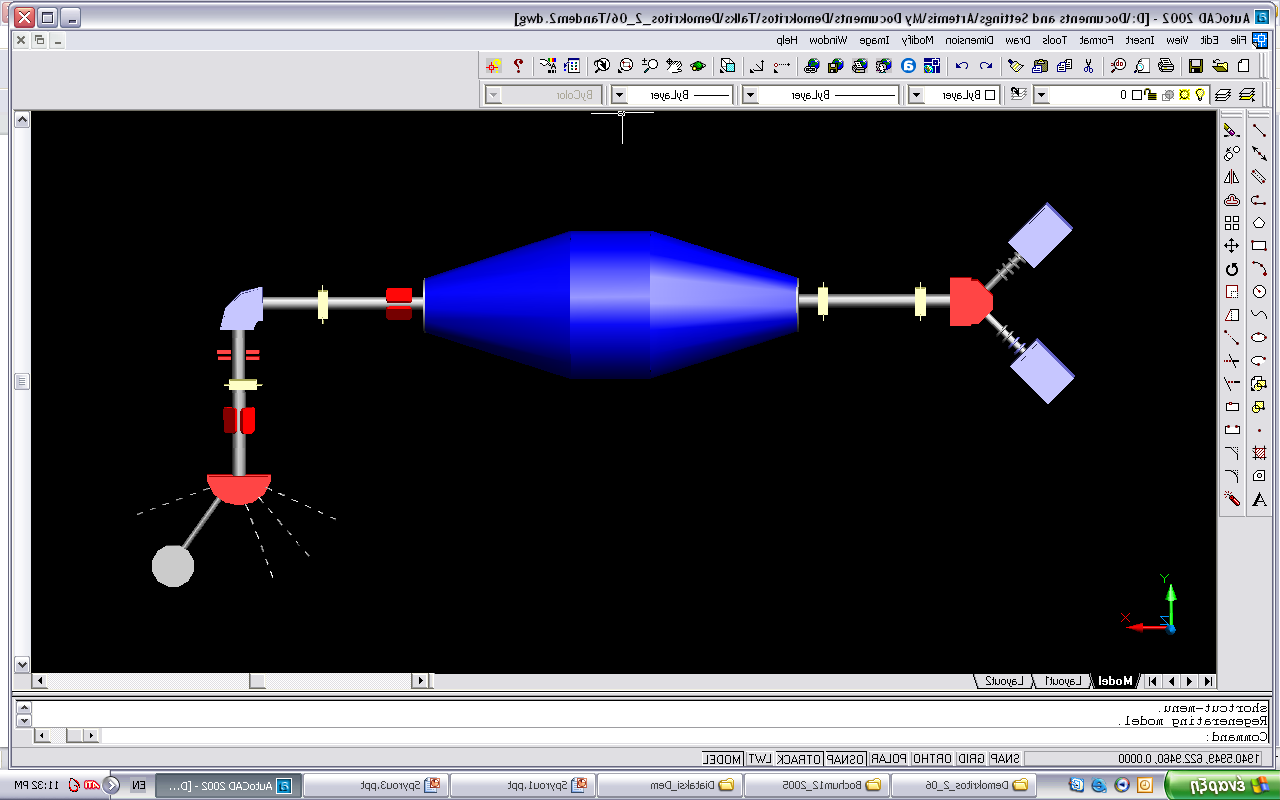 AutoCAD 2002 - [D:\Documents and Settings\Artemis\My Documents\Demokritos\Talks\Demokritos_2_06\Tandem2.dwg]
File Edit View Insert Format Tools Draw Dimension Modify Image Window Help
0 ByLayer ByLayer ByLayer ByColor
A
Y
X
Z
Model Layout1 Layout2
shortcut-menu.
Regenerating model.
Command:
1940.5949, 622.9460, 0.0000 SNAP GRID ORTHO POLAR OSNAP OTRACK LWT MODEL
έναρξη Demokritos_2_06 Bochum12_2005 Diataksi_Dem Spyrou1.ppt Spyrou3.ppt AutoCAD 2002 - [D:... EN 11:32 PM